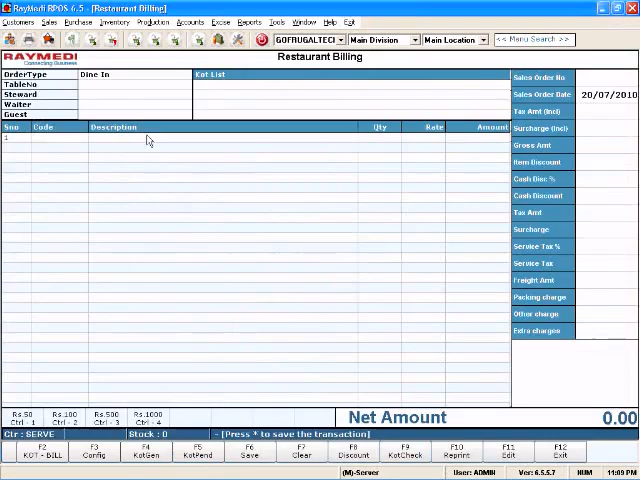 RayMedi RPOS 6.5 - [Restaurant Billing]
Customers Sales Purchase Inventory Production Accounts Excise Reports Tools Window Help Exit
GOFRUGALTECI Main Division Main Location <- Menu Search ->
RAYMEDI
Connecting Business
Restaurant Billing
OrderType Dine In Kot List
TableNo
Steward
Waiter
Guest
Sno Code Description Qty Rate Amount
1
Sales Order No
Sales Order Date 20/07/2010
Tax Amt (Incl)
Surcharge (Incl)
Gross Amt
Item Discount
Cash Disc %
Cash Discount
Tax Amt
Surcharge
Service Tax %
Service Tax
Freight Amt
Packing charge
Other charge
Extra charges
Rs.50 Rs.100 Rs.500 Rs.1000
Ctrl - 1 Ctrl - 2 Ctrl - 3 Ctrl - 4
Net Amount 0.00
Ctr : SERVE Stock : 0 - [Press * to save the transaction]
F2 F3 F4 F5 F6 F7 F8 F9 F10 F11 F12
KOT - BILL Config KotGen KotPend Save Clear Discount KotCheck Reprint Edit Exit
(M)-Server User: ADMIN Ver: 6.5.5.7 NUM 11:09 PM